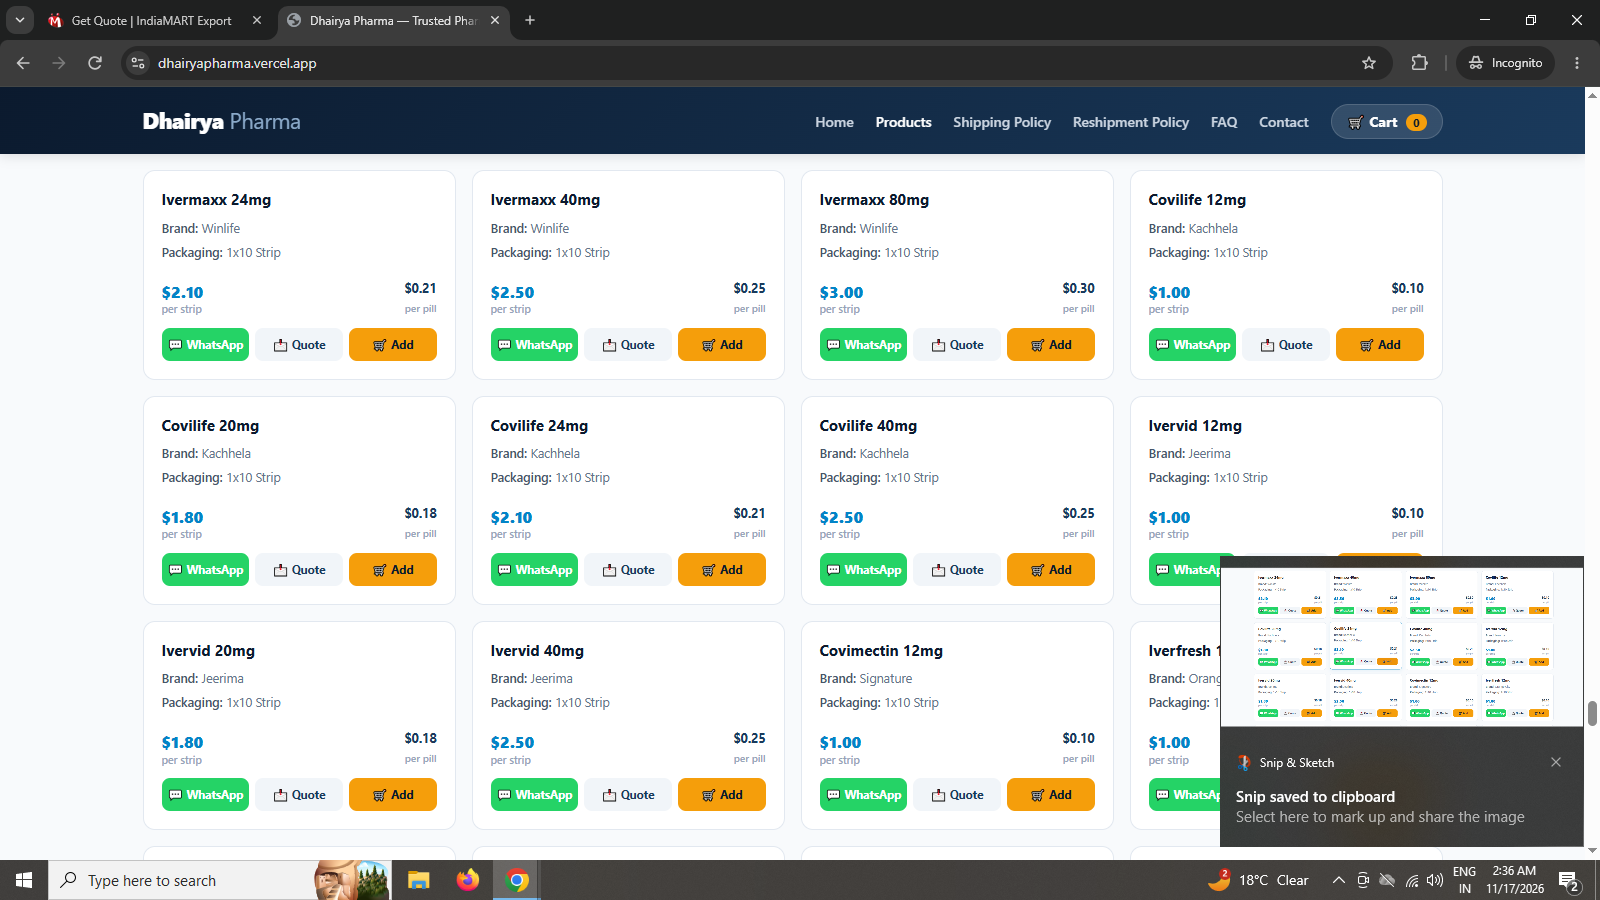 Get Quote | IndiaMART Export
Dhairya Pharma — Trusted Phar
dhairyapharma.vercel.app
Incognito
Dhairya Pharma
Home
Products
Shipping Policy
Reshipment Policy
FAQ
Contact
Cart 0
Ivermaxx 24mg
Brand: Winlife
Packaging: 1x10 Strip
$2.10
per strip
$0.21
per pill
WhatsApp
Quote
Add
Ivermaxx 40mg
Brand: Winlife
Packaging: 1x10 Strip
$2.50
per strip
$0.25
per pill
WhatsApp
Quote
Add
Ivermaxx 80mg
Brand: Winlife
Packaging: 1x10 Strip
$3.00
per strip
$0.30
per pill
WhatsApp
Quote
Add
Covilife 12mg
Brand: Kachhela
Packaging: 1x10 Strip
$1.00
per strip
$0.10
per pill
WhatsApp
Quote
Add
Covilife 20mg
Brand: Kachhela
Packaging: 1x10 Strip
$1.80
per strip
$0.18
per pill
WhatsApp
Quote
Add
Covilife 24mg
Brand: Kachhela
Packaging: 1x10 Strip
$2.10
per strip
$0.21
per pill
WhatsApp
Quote
Add
Covilife 40mg
Brand: Kachhela
Packaging: 1x10 Strip
$2.50
per strip
$0.25
per pill
WhatsApp
Quote
Add
Ivervid 12mg
Brand: Jeerima
Packaging: 1x10 Strip
$1.00
per strip
$0.10
per pill
WhatsA
Ivervid 20mg
Brand: Jeerima
Packaging: 1x10 Strip
$1.80
per strip
$0.18
per pill
WhatsApp
Quote
Add
Ivervid 40mg
Brand: Jeerima
Packaging: 1x10 Strip
$2.50
per strip
$0.25
per pill
WhatsApp
Quote
Add
Covimectin 12mg
Brand: Signature
Packaging: 1x10 Strip
$1.00
per strip
$0.10
per pill
WhatsApp
Quote
Add
Iverfresh 1
Brand: Orang
Packaging: 1
$1.00
per strip
WhatsA
Snip & Sketch
Snip saved to clipboard
Select here to mark up and share the image
Type here to search
2
18°C Clear
ENG
IN
2:36 AM
11/17/2026
2